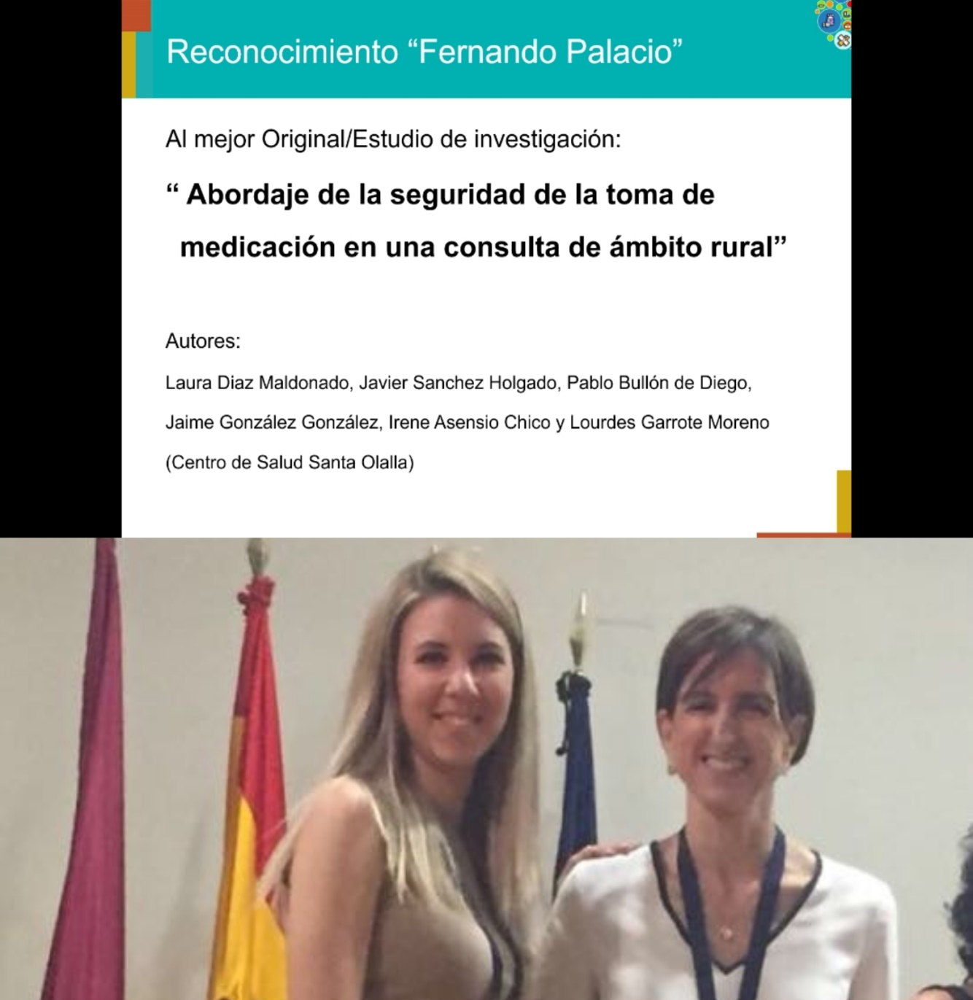 Reconocimiento “Fernando Palacio”
Al mejor Original/Estudio de investigación:
“ Abordaje de la seguridad de la toma de
medicación en una consulta de ámbito rural”
Autores:
Laura Diaz Maldonado, Javier Sanchez Holgado, Pablo Bullón de Diego,
Jaime González González, Irene Asensio Chico y Lourdes Garrote Moreno
(Centro de Salud Santa Olalla)